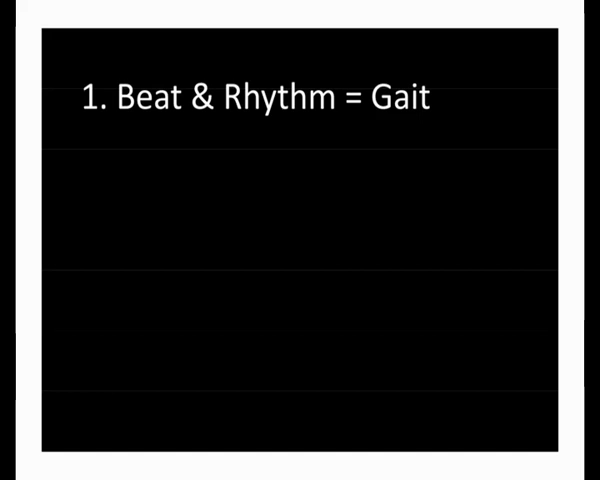 1. Beat & Rhythm = Gait